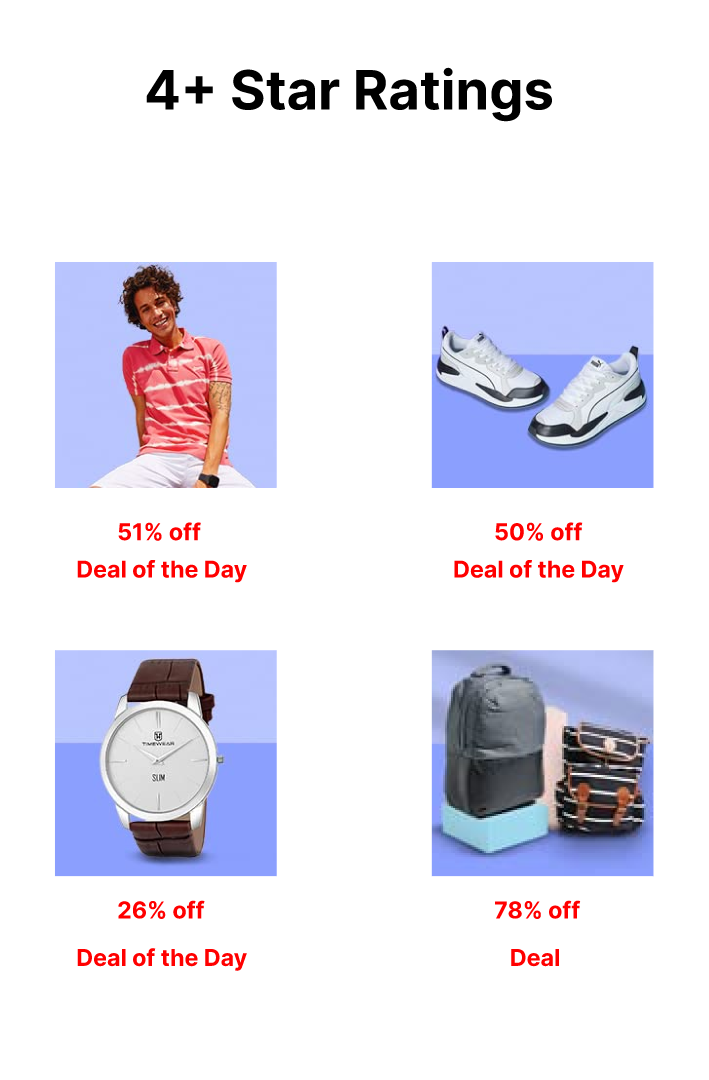 4+ Star Ratings
51% off
Deal of the Day
50% off
Deal of the Day
TIMEWEAR
SLIM
26% off
Deal of the Day
78% off
Deal